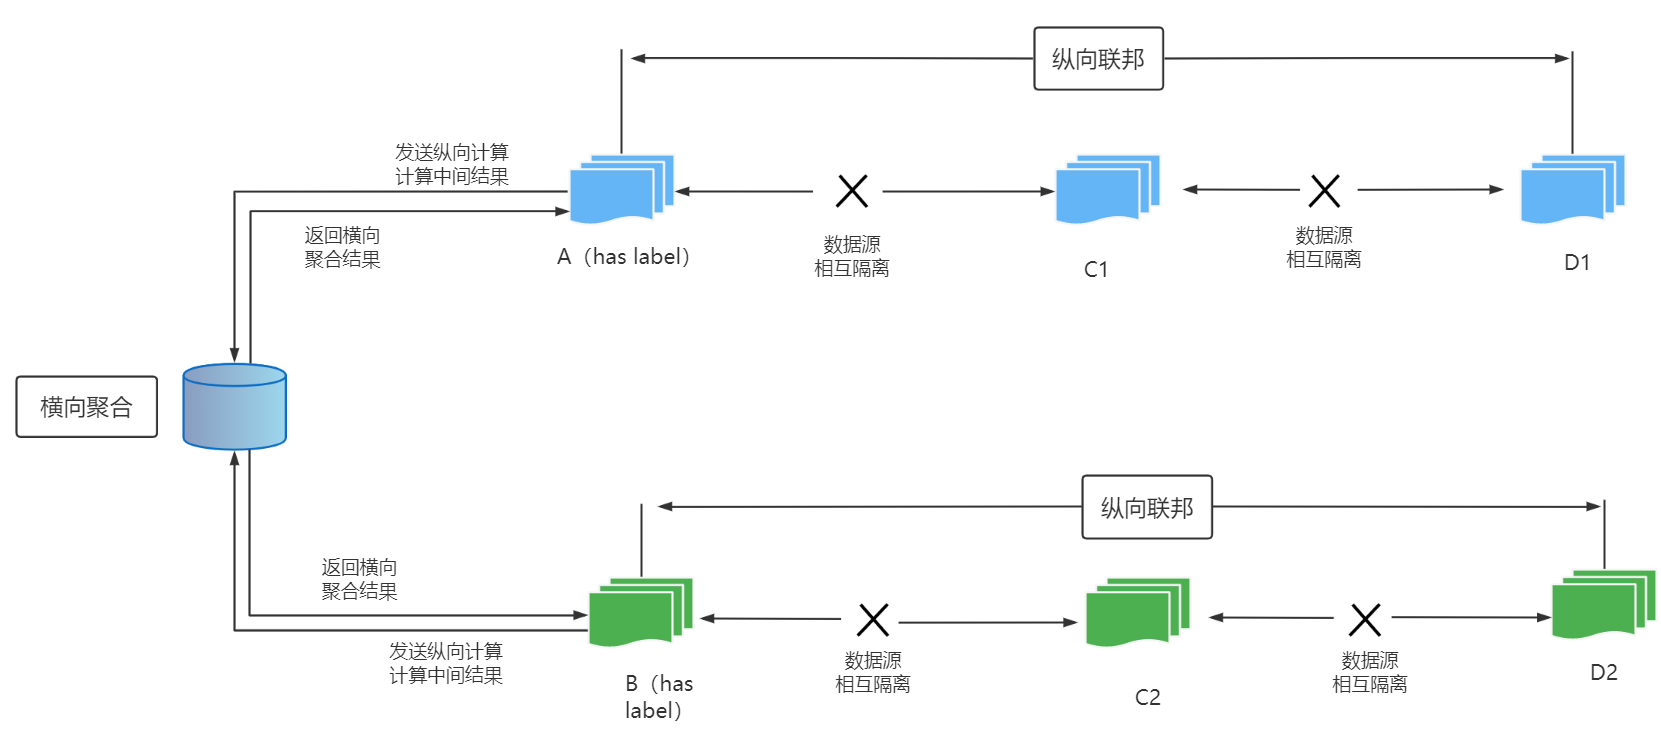 纵向联邦
发送纵向计算
计算中间结果
返回横向
聚合结果
A（has label）
数据源
相互隔离
C1
数据源
相互隔离
D1
横向聚合
纵向联邦
返回横向
聚合结果
发送纵向计算
计算中间结果
B（has
label）
数据源
相互隔离
C2
数据源
相互隔离
D2